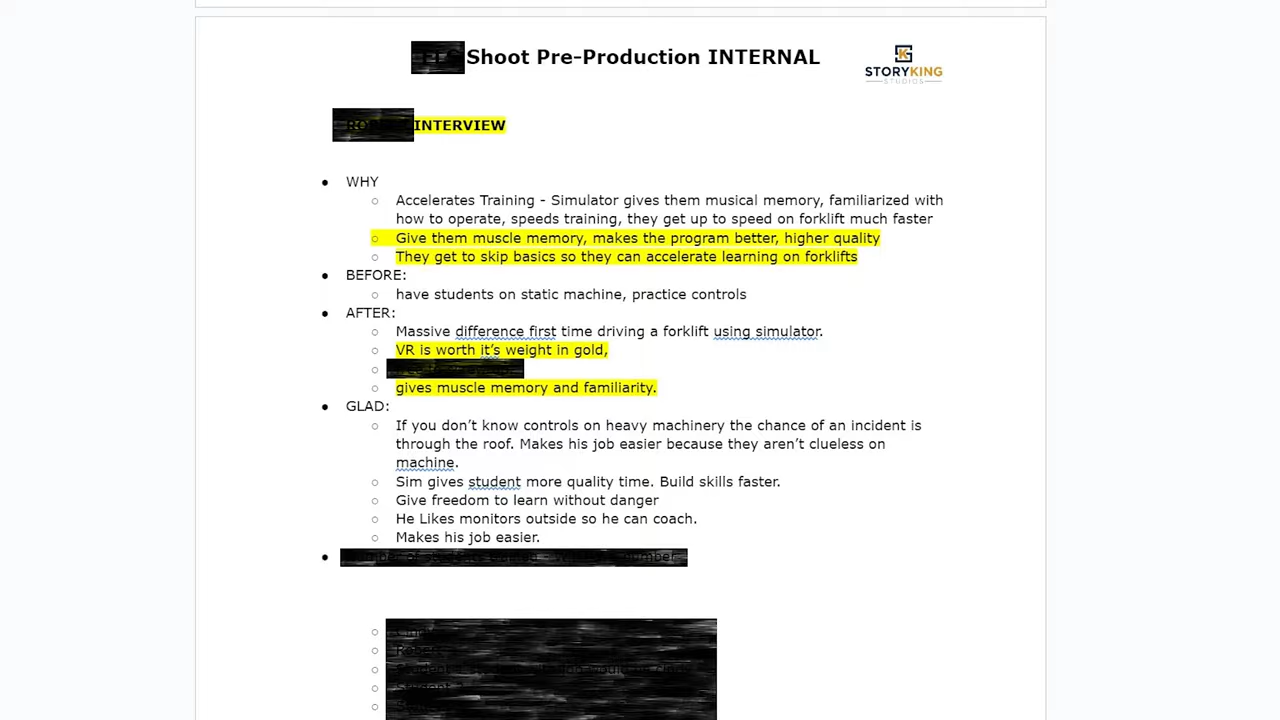 Shoot Pre-Production INTERNAL
STORYKING
STUDIOS
INTERVIEW
● WHY
○ Accelerates Training - Simulator gives them musical memory, familiarized with
how to operate, speeds training, they get up to speed on forklift much faster
○ Give them muscle memory, makes the program better, higher quality
○ They get to skip basics so they can accelerate learning on forklifts
● BEFORE:
○ have students on static machine, practice controls
● AFTER:
○ Massive difference first time driving a forklift using simulator.
○ VR is worth it’s weight in gold,
○ gives muscle memory and familiarity.
● GLAD:
○ If you don’t know controls on heavy machinery the chance of an incident is
through the roof. Makes his job easier because they aren’t clueless on
machine.
○ Sim gives student more quality time. Build skills faster.
○ Give freedom to learn without danger
○ He Likes monitors outside so he can coach.
○ Makes his job easier.